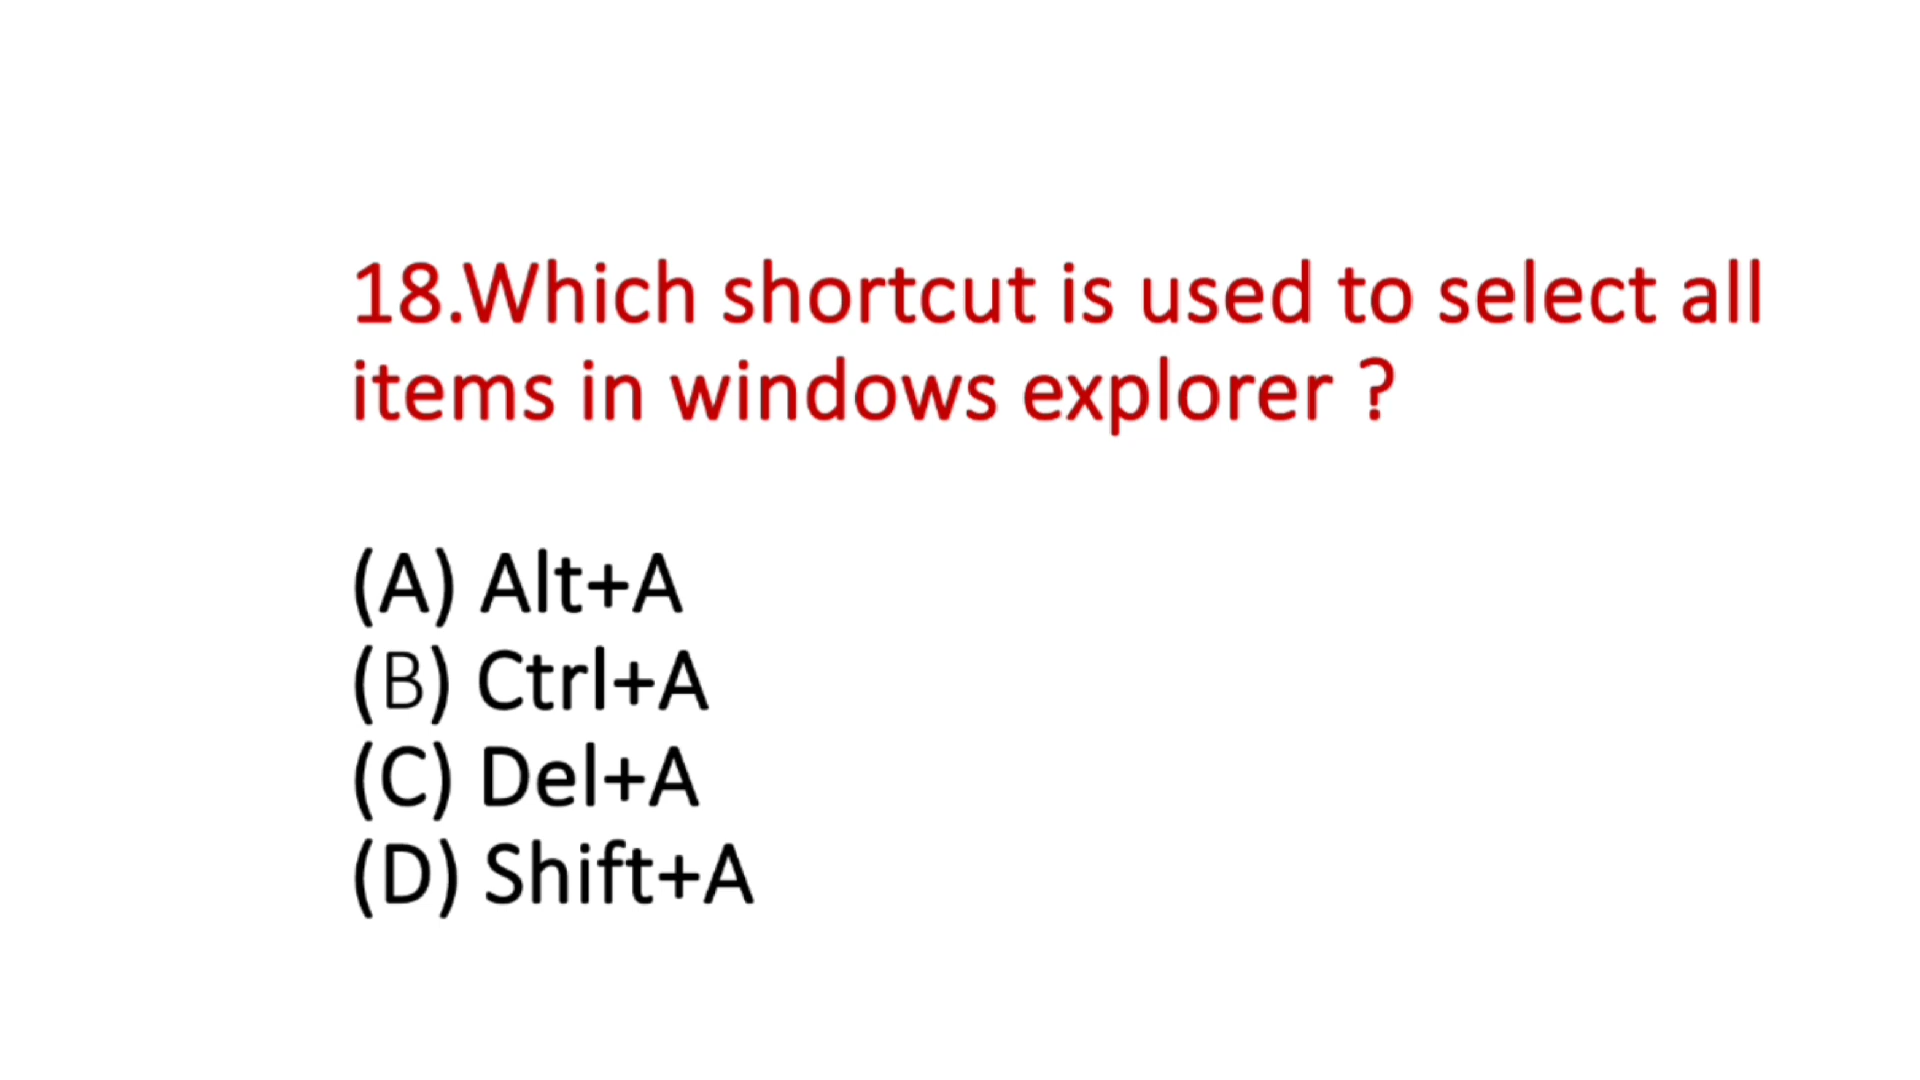 18.Which shortcut is used to select all
items in windows explorer ?
(A) Alt+A
(B) Ctrl+A
(C) Del+A
(D) Shift+A